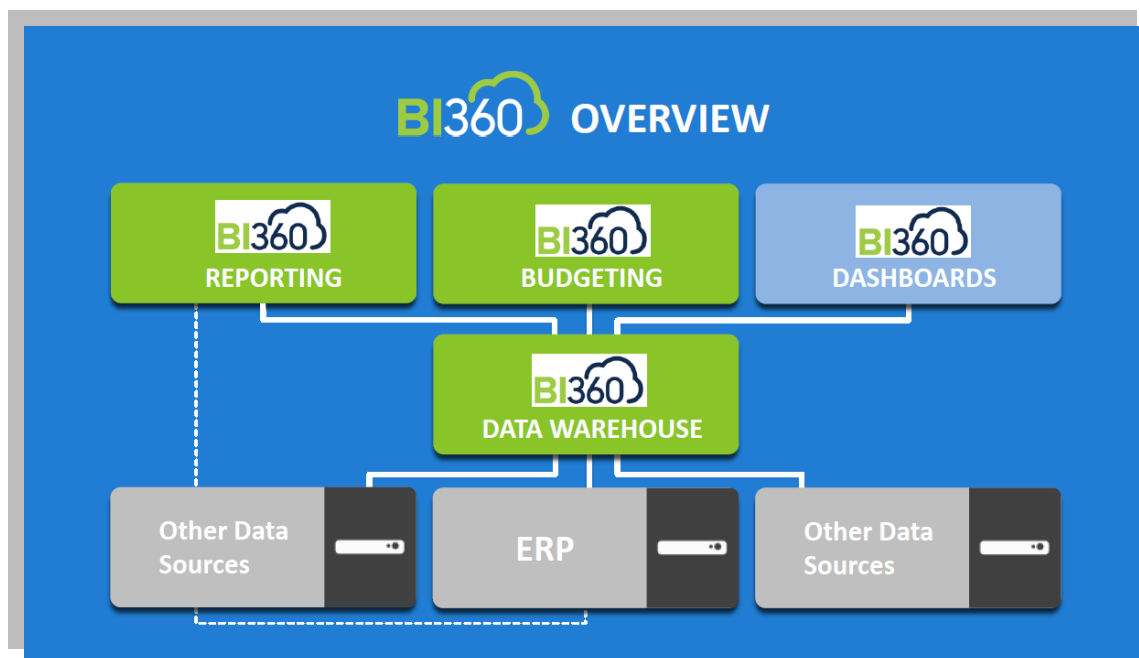 BI360 OVERVIEW
BI360
REPORTING
BI360
BUDGETING
BI360
DASHBOARDS
BI360
DATA WAREHOUSE
Other Data
Sources
ERP
Other Data
Sources